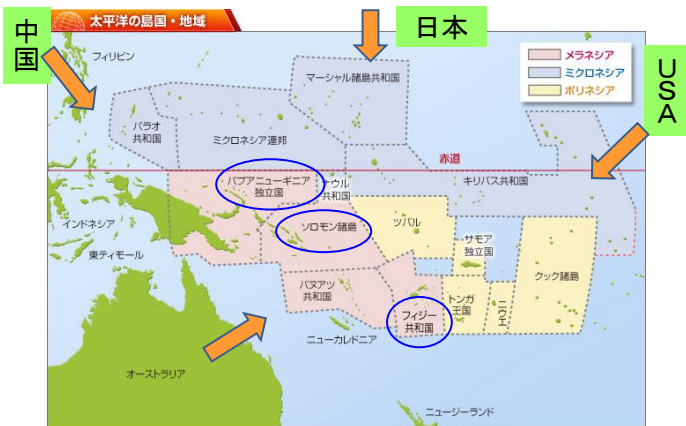 太平洋の島国・地域
中国
日本
USA
フィリピン
マーシャル諸島共和国
メラネシア
ミクロネシア
ポリネシア
パラオ
共和国
ミクロネシア連邦
赤道
パプアニューギニア
独立国
ナウル
共和国
キリバス共和国
インドネシア
東ティモール
ソロモン諸島
ツバル
サモア
独立国
バヌアツ
共和国
フィジー
共和国
トンガ
王国
ニウエ
クック諸島
ニューカレドニア
オーストラリア
ニュージーランド